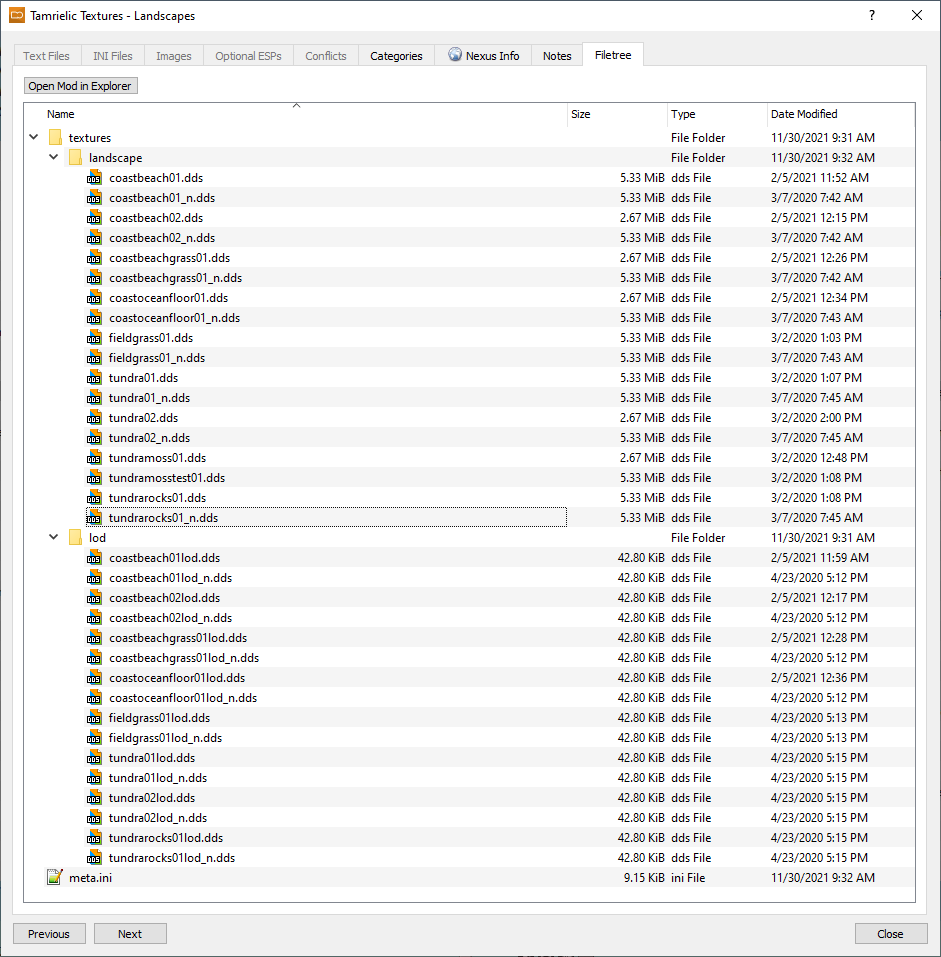 Tamrielic Textures - Landscapes ?
Text Files INI Files Images Optional ESPs Conflicts Categories Nexus Info Notes Filetree
Open Mod in Explorer
Name Size Type Date Modified
textures File Folder 11/30/2021 9:31 AM
landscape File Folder 11/30/2021 9:32 AM
coastbeach01.dds 5.33 MiB dds File 2/5/2021 11:52 AM
coastbeach01_n.dds 5.33 MiB dds File 3/7/2020 7:42 AM
coastbeach02.dds 2.67 MiB dds File 2/5/2021 12:15 PM
coastbeach02_n.dds 5.33 MiB dds File 3/7/2020 7:42 AM
coastbeachgrass01.dds 2.67 MiB dds File 2/5/2021 12:26 PM
coastbeachgrass01_n.dds 5.33 MiB dds File 3/7/2020 7:42 AM
coastoceanfloor01.dds 2.67 MiB dds File 2/5/2021 12:34 PM
coastoceanfloor01_n.dds 5.33 MiB dds File 3/7/2020 7:43 AM
fieldgrass01.dds 5.33 MiB dds File 3/2/2020 1:03 PM
fieldgrass01_n.dds 5.33 MiB dds File 3/7/2020 7:43 AM
tundra01.dds 5.33 MiB dds File 3/2/2020 1:07 PM
tundra01_n.dds 5.33 MiB dds File 3/7/2020 7:45 AM
tundra02.dds 2.67 MiB dds File 3/2/2020 2:00 PM
tundra02_n.dds 5.33 MiB dds File 3/7/2020 7:45 AM
tundramoss01.dds 2.67 MiB dds File 3/2/2020 12:48 PM
tundramosstest01.dds 5.33 MiB dds File 3/2/2020 1:08 PM
tundrarocks01.dds 5.33 MiB dds File 3/2/2020 1:08 PM
tundrarocks01_n.dds 5.33 MiB dds File 3/7/2020 7:45 AM
lod File Folder 11/30/2021 9:31 AM
coastbeach01lod.dds 42.80 KiB dds File 2/5/2021 11:59 AM
coastbeach01lod_n.dds 42.80 KiB dds File 4/23/2020 5:12 PM
coastbeach02lod.dds 42.80 KiB dds File 2/5/2021 12:17 PM
coastbeach02lod_n.dds 42.80 KiB dds File 4/23/2020 5:12 PM
coastbeachgrass01lod.dds 42.80 KiB dds File 2/5/2021 12:28 PM
coastbeachgrass01lod_n.dds 42.80 KiB dds File 4/23/2020 5:12 PM
coastoceanfloor01lod.dds 42.80 KiB dds File 2/5/2021 12:36 PM
coastoceanfloor01lod_n.dds 42.80 KiB dds File 4/23/2020 5:12 PM
fieldgrass01lod.dds 42.80 KiB dds File 4/23/2020 5:13 PM
fieldgrass01lod_n.dds 42.80 KiB dds File 4/23/2020 5:13 PM
tundra01lod.dds 42.80 KiB dds File 4/23/2020 5:15 PM
tundra01lod_n.dds 42.80 KiB dds File 4/23/2020 5:15 PM
tundra02lod.dds 42.80 KiB dds File 4/23/2020 5:15 PM
tundra02lod_n.dds 42.80 KiB dds File 4/23/2020 5:15 PM
tundrarocks01lod.dds 42.80 KiB dds File 4/23/2020 5:15 PM
tundrarocks01lod_n.dds 42.80 KiB dds File 4/23/2020 5:15 PM
meta.ini 9.15 KiB ini File 11/30/2021 9:32 AM
Previous Next Close